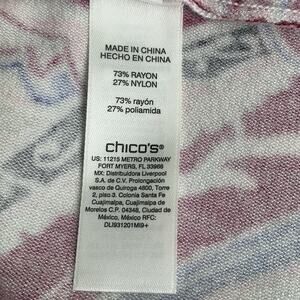 MADE IN CHINA
HECHO EN CHINA
73% RAYON
27% NYLON
73% rayón
27% poliamida
chico's®
US: 11215 METRO PARKWAY
FORT MYERS, FL 33966
MX: Distribuidora Liverpool
S.A. de C.V. Prolongación
vasco de Quiroga 4800, Torre
2, piso 3. Colonia Santa Fe
Cuajimalpa, Cuajimalpa de
Morelos C.P. 04348, Ciudad de
México, México RFC:
DLI931201MI9+